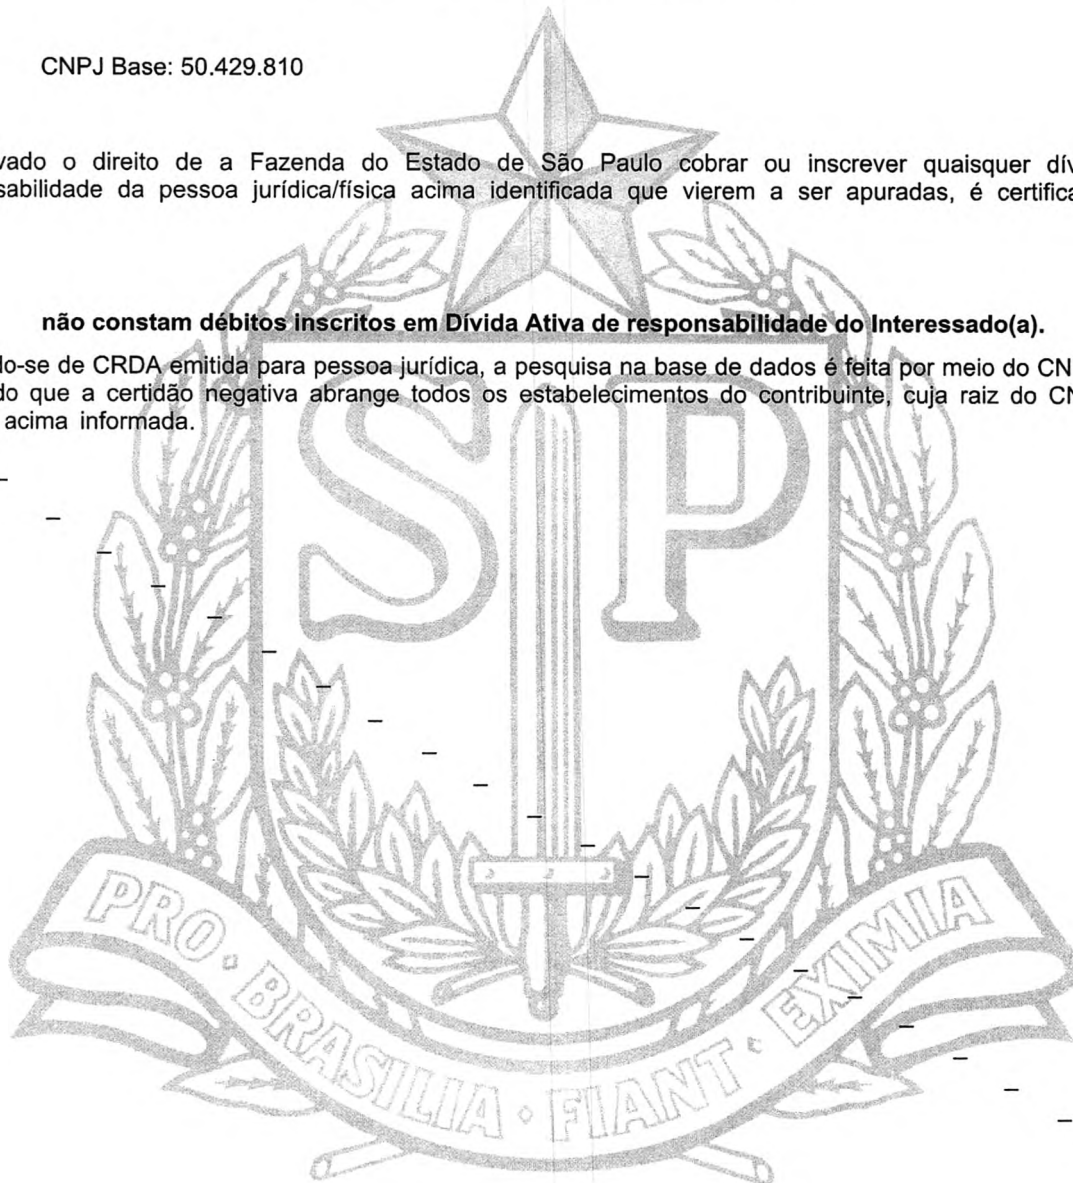 CNPJ Base: 50.429.810
vado o direito de a Fazenda do Estado de São Paulo cobrar ou inscrever quaisquer dív
sabilidade da pessoa jurídica/física acima identificada que vierem a ser apuradas, é certifica
não constam débitos inscritos em Dívida Ativa de responsabilidade do Interessado(a).
do-se de CRDA emitida para pessoa jurídica, a pesquisa na base de dados é feita por meio do CN
do que a certidão negativa abrange todos os estabelecimentos do contribuinte, cuja raiz do CN
acima informada.
SP
PRO · BRASILIA · FIANT · EXIMIA